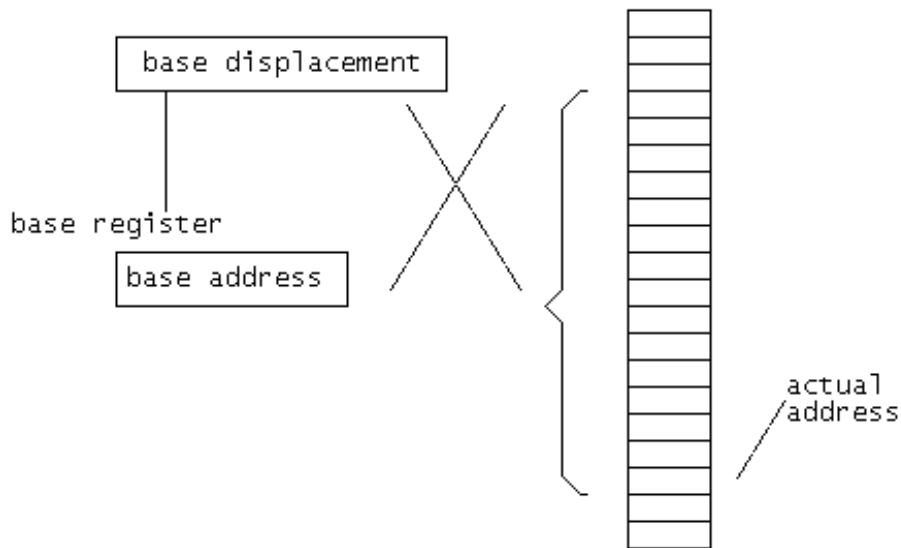 base displacement
base register
base address
actual
address